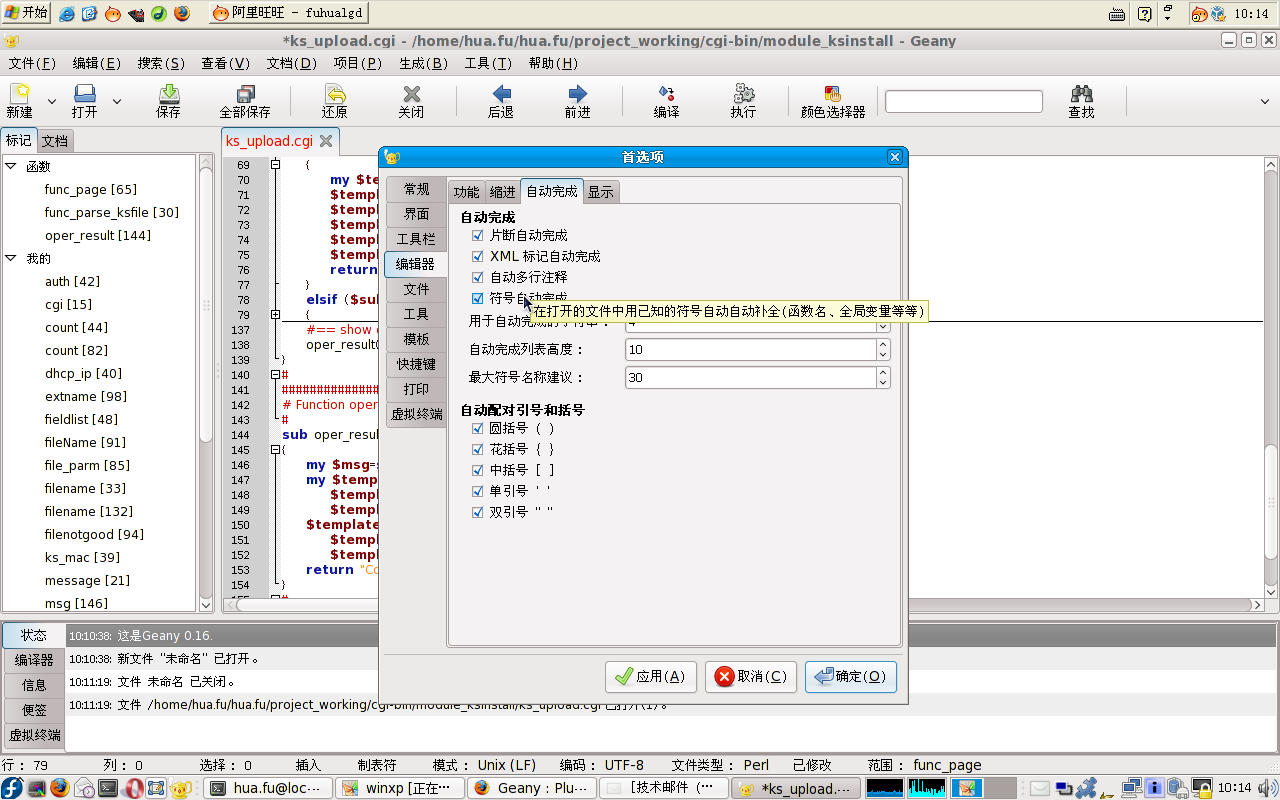 开始
阿里旺旺 - fuhualgd
10:14
*ks_upload.cgi - /home/hua.fu/hua.fu/project_working/cgi-bin/module_ksinstall - Geany
文件(F) 编辑(E) 搜索(S) 查看(V) 文档(D) 项目(P) 生成(B) 工具(T) 帮助(H)
新建 打开 保存 全部保存 还原 关闭 后退 前进 编译 执行 颜色选择器 查找
标记 文档
函数
func_page [65]
func_parse_ksfile [30]
oper_result [144]
我的
auth [42]
cgi [15]
count [44]
count [82]
dhcp_ip [40]
extname [98]
fieldlist [48]
fileName [91]
file_parm [85]
filename [33]
filename [132]
filenotgood [94]
ks_mac [39]
message [21]
msg [146]
ks_upload.cgi
69 {
70 my $te
71 $templ
72 $templ
73 $templ
74 $templ
75 $templ
76 return
77 }
78 elsif ($sul
79 {
137 #== show
138 oper_result(
139 }
140 #
141 ################
142 # Function oper
143 #
144 sub oper_resul
145 {
146 my $msg=s
147 my $temp
148 $templ
149 $templ
150 $template
151 $templ
152 $templ
153 return "Co
154 }
155 #
首选项
常规
界面
工具栏
编辑器
文件
工具
模板
快捷键
打印
虚拟终端
功能 缩进 自动完成 显示
自动完成
片断自动完成
XML 标记自动完成
自动多行注释
符号自动完成
在打开的文件中用已知的符号自动自动补全(函数名、全局变量等等)
用于自动完成的字符串： 4
自动完成列表高度： 10
最大符号名称建议： 30
自动配对引号和括号
圆括号 ( )
花括号 { }
中括号 [ ]
单引号 ' '
双引号 " "
应用(A) 取消(C) 确定(O)
状态
编译器
信息
便签
虚拟终端
10:10:38: 这是Geany 0.16.
10:10:38: 新文件 "未命名" 已打开。
10:11:19: 文件 未命名 已关闭。
10:11:19: 文件 /home/hua.fu/hua.fu/project_working/cgi-bin/module_ksinstall/ks_upload.cgi 已打开(1)。
行： 79 列： 0 选择： 0 插入 制表符 模式： Unix (LF) 编码： UTF-8 文件类型： Perl 已修改 范围： func_page
hua.fu@loc... winxp [正在... Geany : Plu... [技术邮件（... *ks_upload.... 10:14